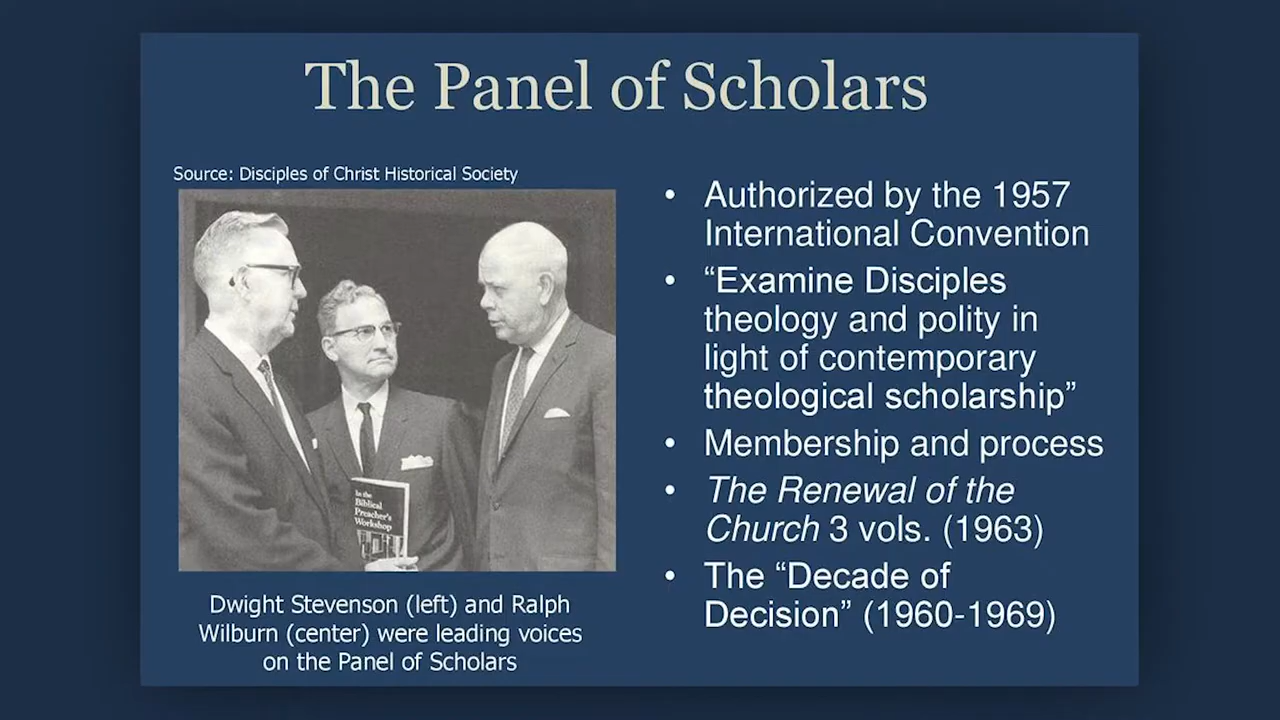 The Panel of Scholars
Source: Disciples of Christ Historical Society
In the
Biblical
Preacher's
Workshop
Dwight Stevenson (left) and Ralph
Wilburn (center) were leading voices
on the Panel of Scholars
• Authorized by the 1957
International Convention
• “Examine Disciples
theology and polity in
light of contemporary
theological scholarship”
• Membership and process
• The Renewal of the
Church 3 vols. (1963)
• The “Decade of
Decision” (1960-1969)